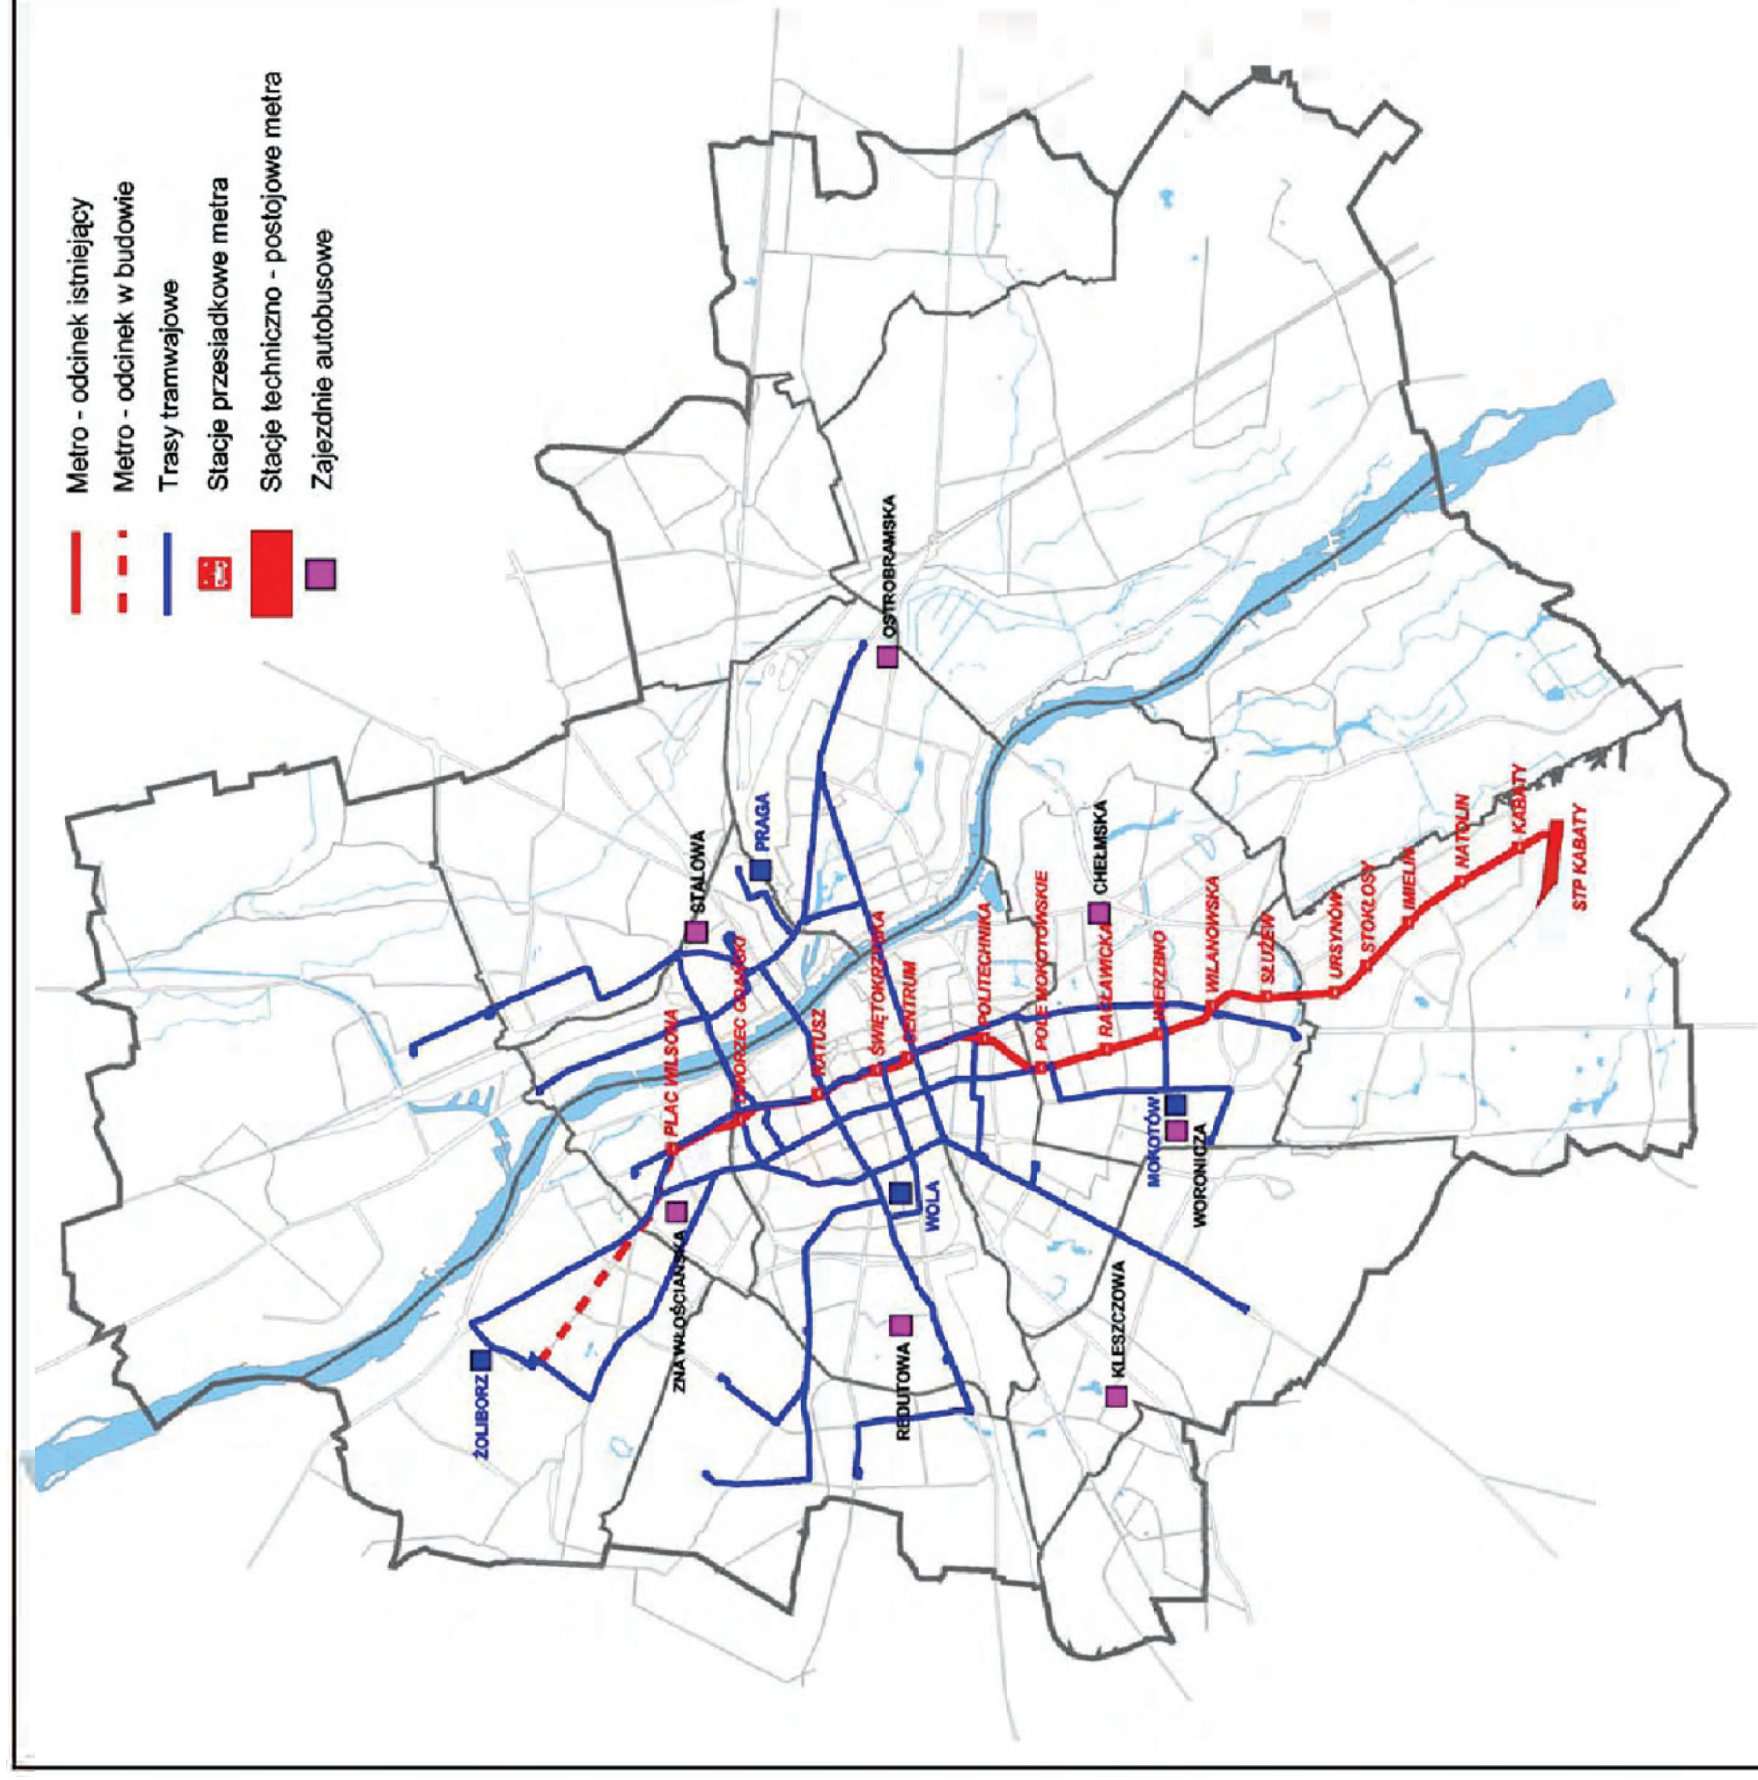 Metro - odcinek istniejący
Metro - odcinek w budowie
Trasy tramwajowe
Stacje przesiadkowe metra
Stacje techniczno - postojowe metra
Zajezdnie autobusowe
ŻOLIBORZ
ZNA WŁOŚCIAŃSKA
PLAC WILSONA
STALOWA
DWORZEC GDAŃSKI
PRAGA
RATUSZ
ŚWIĘTOKRZYSKA
OSTROBRAMSKA
REDUTOWA
CENTRUM
WOLA
POLITECHNIKA
POLE MOKOTOWSKIE
CHEŁMSKA
RACŁAWICKA
KLESZCZOWA
MOKOTÓW
WIERZBNO
WORONICZA
WILANOWSKA
SŁUŻEW
URSYNÓW
STOKŁOSY
IMIELIN
NATOLIN
KABATY
STP KABATY